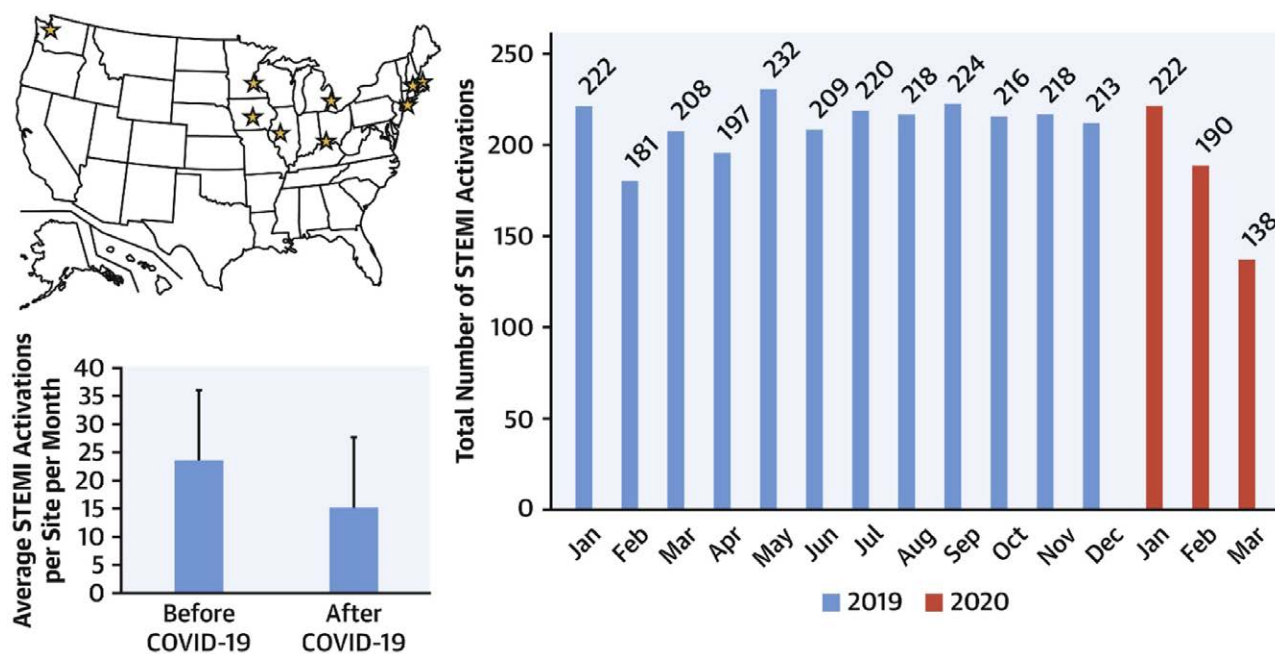 Average STEMI Activations
per Site per Month
40
35
30
25
20
15
10
5
0
Before
COVID-19
After
COVID-19
Total Number of STEMI Activations
250
200
150
100
50
0
222
181
208
197
232
209
220
218
224
216
218
213
222
190
138
Jan
Feb
Mar
Apr
May
Jun
Jul
Aug
Sep
Oct
Nov
Dec
Jan
Feb
Mar
2019
2020